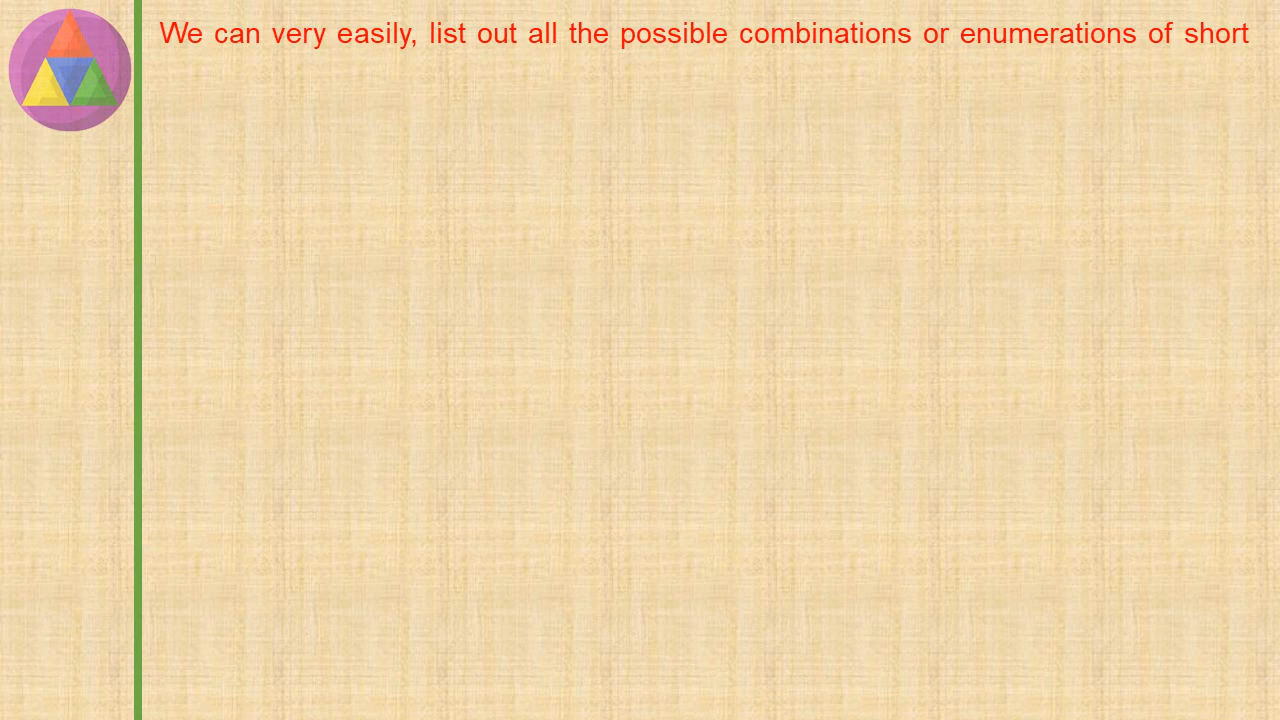 We can very easily, list out all the possible combinations or enumerations of short